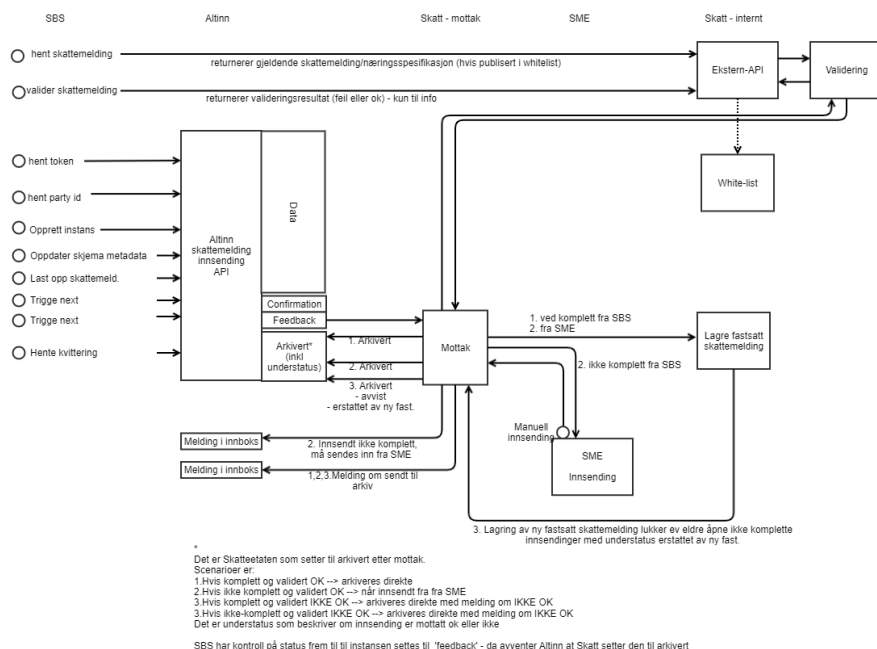 SBS
Altinn
Skatt - mottak
SME
Skatt - internt
hent skattemelding
returnerer gjeldende skattemelding/næringsspesifikasjon (hvis publisert i whitelist)
Ekstern-API
Validering
valider skattemelding
returnerer valideringsresultat (feil eller ok) - kun til info
White-list
hent token
hent party id
Opprett instans
Oppdater skjema metadata
Last opp skattemeld.
Trigge next
Trigge next
Hente kvittering
Altinn
skattemelding
innsending
API
Data
Confirmation
Feedback
Arkivert*
(inkl
understatus)
1. Arkivert
2. Arkivert
3. Arkivert
- avvist
- erstattet av ny fast.
Mottak
1. ved komplett fra SBS
2. fra SME
2. ikke komplett fra SBS
Lagre fastsatt
skattemelding
Manuell
innsending
SME
Innsending
Melding i innboks
2. Innsendt ikke komplett,
må sendes inn fra SME
Melding i innboks
1,2,3.Melding om sendt til
arkiv
3. Lagring av ny fastsatt skattemelding lukker ev eldre åpne ikke komplette
innsendinger med understatus erstattet av ny fast.
*
Det er Skatteetaten som setter til arkivert etter mottak.
Scenarioer er:
1.Hvis komplett og validert OK --> arkiveres direkte
2.Hvis ikke komplett og validert OK --> når innsendt fra fra SME
3.Hvis komplett og validert IKKE OK --> arkiveres direkte med melding om IKKE OK
3.Hvis ikke-komplett og validert IKKE OK --> arkiveres direkte med melding om IKKE OK
Det er understatus som beskriver om innsending er mottatt ok eller ikke
SBS har kontroll på status frem til til instansen settes til 'feedback' - da avventer Altinn at Skatt setter den til arkivert